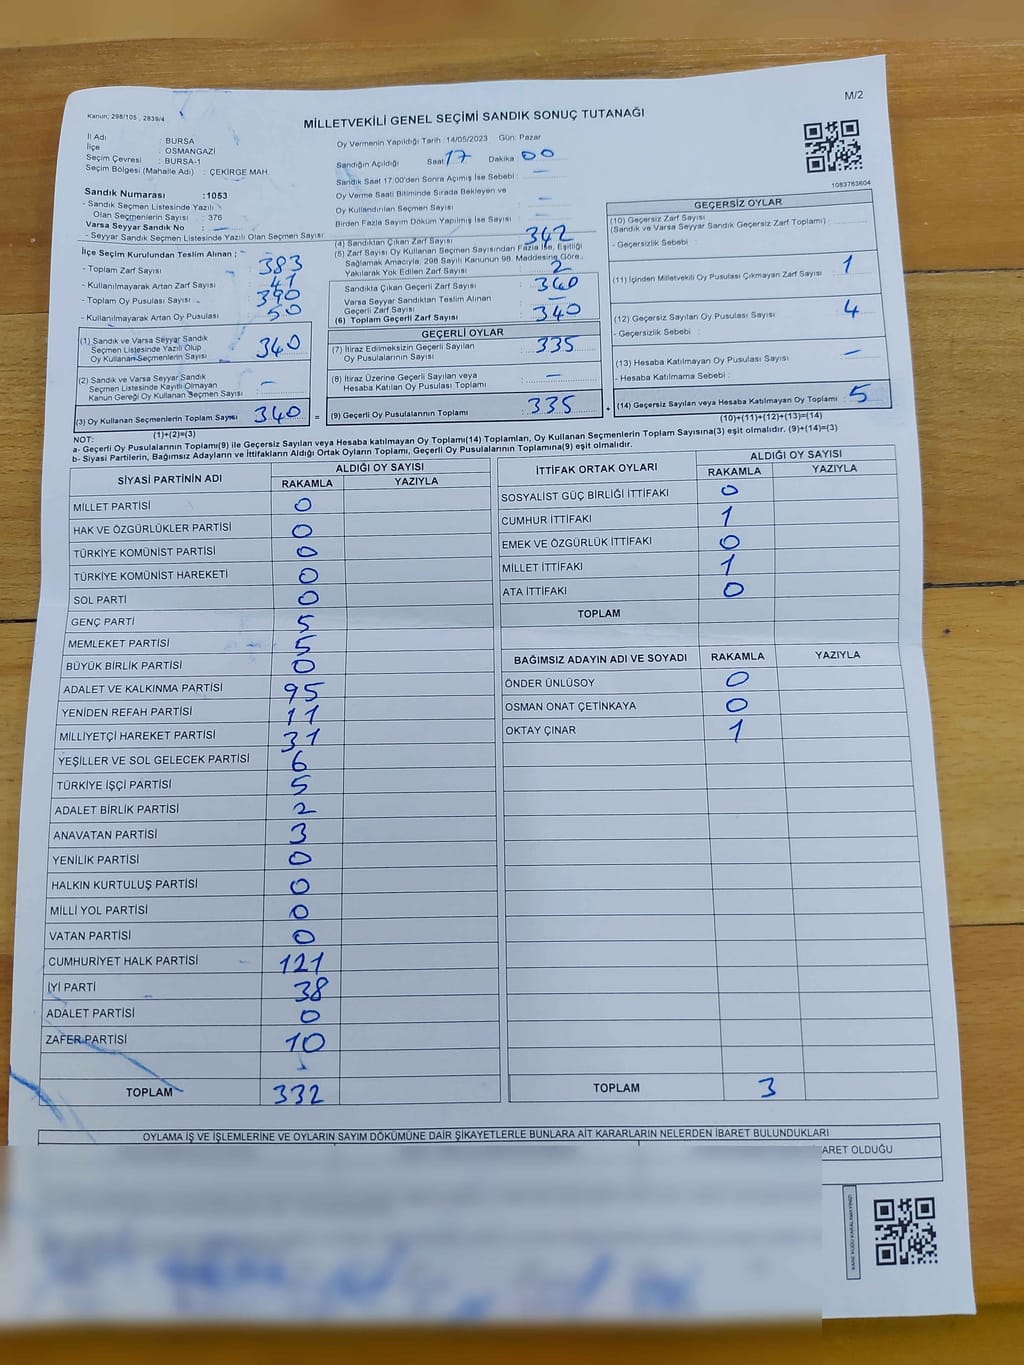 Kanun; 298/105 , 2839/4
M/2
MİLLETVEKİLİ GENEL SEÇİMİ SANDIK SONUÇ TUTANAĞI
İl Adı : BURSA
İlçe : OSMANGAZİ
Seçim Çevresi : BURSA-1
Seçim Bölgesi (Mahalle Adı) : ÇEKİRGE MAH.
Sandık Numarası :1053
- Sandık Seçmen Listesinde Yazılı
Olan Seçmenlerin Sayısı : 376
Varsa Seyyar Sandık No : —
- Seyyar Sandık Seçmen Listesinde Yazılı Olan Seçmen Sayısı
İlçe Seçim Kurulundan Teslim Alınan ;
- Toplam Zarf Sayısı : 383
- Kullanılmayarak Artan Zarf Sayısı : 41
- Toplam Oy Pusulası Sayısı : 390
- Kullanılmayarak Artan Oy Pusulası : 50
(1) Sandık ve Varsa Seyyar Sandık
Seçmen Listesinde Yazılı Olup
Oy Kullanan Seçmenlerin Sayısı 340
(2) Sandık ve Varsa Seyyar Sandık
Seçmen Listesinde Kayıtlı Olmayan
Kanun Gereği Oy Kullanan Seçmen Sayısı —
(3) Oy Kullanan Seçmenlerin Toplam Sayısı 340 =
(1)+(2)=(3)
Oy Vermenin Yapıldığı Tarih :14/05/2023 Gün: Pazar
Sandığın Açıldığı Saat 17 Dakika : 00
Sandık Saat 17.00'den Sonra Açımış İse Sebebi : —
Oy Verme Saati Bitiminde Sırada Bekleyen ve
Oy Kullandırılan Seçmen Sayısı : —
Birden Fazla Sayım Döküm Yapılmış İse Sayısı : —
(4) Sandıktan Çıkan Zarf Sayısı : 342
(5) Zarf Sayısı Oy Kullanan Seçmen Sayısından Fazla İse, Eşitliği
Sağlamak Amacıyla, 298 Sayılı Kanunun 98. Maddesine Göre
Yakılarak Yok Edilen Zarf Sayısı : 2
Sandıkta Çıkan Geçerli Zarf Sayısı : 340
Varsa Seyyar Sandıktan Teslim Alınan
Geçerli Zarf Sayısı : —
(6) Toplam Geçerli Zarf Sayısı : 340
GEÇERLİ OYLAR
(7) İtiraz Edilmeksizin Geçerli Sayılan
Oy Pusulalarının Sayısı : 335
(8) İtiraz Üzerine Geçerli Sayılan veya
Hesaba Katılan Oy Pusulası Toplamı : —
(9) Geçerli Oy Pusulalarının Toplamı : 335 +
1083763604
GEÇERSİZ OYLAR
(10) Geçersiz Zarf Sayısı
(Sandık ve Varsa Seyyar Sandık Geçersiz Zarf Toplamı) :
- Geçersizlik Sebebi :
(11) İçinden Milletvekili Oy Pusulası Çıkmayan Zarf Sayısı : 1
(12) Geçersiz Sayılan Oy Pusulası Sayısı : 4
- Geçersizlik Sebebi :
(13) Hesaba Katılmayan Oy Pusulası Sayısı : —
- Hesaba Katılmama Sebebi :
(14) Geçersiz Sayılan veya Hesaba Katılmayan Oy Toplamı : 5
(10)+(11)+(12)+(13)=(14)
NOT:
a- Geçerli Oy Pusulalarının Toplamı(9) ile Geçersiz Sayılan veya Hesaba katılmayan Oy Toplamı(14) Toplamları, Oy Kullanan Seçmenlerin Toplam Sayısına(3) eşit olmalıdır. (9)+(14)=(3)
b- Siyasi Partilerin, Bağımsız Adayların ve İttifakların Aldığı Ortak Oyların Toplamı, Geçerli Oy Pusulalarının Toplamına(9) eşit olmalıdır.
SİYASİ PARTİNİN ADI ALDIĞI OY SAYISI
RAKAMLA YAZIYLA
MİLLET PARTİSİ 0
HAK VE ÖZGÜRLÜKLER PARTİSİ 0
TÜRKİYE KOMÜNİST PARTİSİ 0
TÜRKİYE KOMÜNİST HAREKETİ 0
SOL PARTİ 0
GENÇ PARTİ 5
MEMLEKET PARTİSİ 5
BÜYÜK BİRLİK PARTİSİ 0
ADALET VE KALKINMA PARTİSİ 95
YENİDEN REFAH PARTİSİ 11
MİLLİYETÇİ HAREKET PARTİSİ 31
YEŞİLLER VE SOL GELECEK PARTİSİ 6
TÜRKİYE İŞÇİ PARTİSİ 5
ADALET BİRLİK PARTİSİ 2
ANAVATAN PARTİSİ 3
YENİLİK PARTİSİ 0
HALKIN KURTULUŞ PARTİSİ 0
MİLLİ YOL PARTİSİ 0
VATAN PARTİSİ 0
CUMHURİYET HALK PARTİSİ 121
İYİ PARTİ 38
ADALET PARTİSİ 0
ZAFER PARTİSİ 10
TOPLAM 332
İTTİFAK ORTAK OYLARI ALDIĞI OY SAYISI
RAKAMLA YAZIYLA
SOSYALİST GÜÇ BİRLİĞİ İTTİFAKI 0
CUMHUR İTTİFAKI 1
EMEK VE ÖZGÜRLÜK İTTİFAKI 0
MİLLET İTTİFAKI 1
ATA İTTİFAKI 0
TOPLAM
BAĞIMSIZ ADAYIN ADI VE SOYADI RAKAMLA YAZIYLA
ÖNDER ÜNLÜSOY 0
OSMAN ONAT ÇETİNKAYA 0
OKTAY ÇINAR 1
TOPLAM 3
OYLAMA İŞ VE İŞLEMLERİNE VE OYLARIN SAYIM DÖKÜMÜNE DAİR ŞİKAYETLERLE BUNLARA AİT KARARLARIN NELERDEN İBARET BULUNDUKLARI
ARET OLDUĞU
KARE KODU KARALAMAYINIZ!